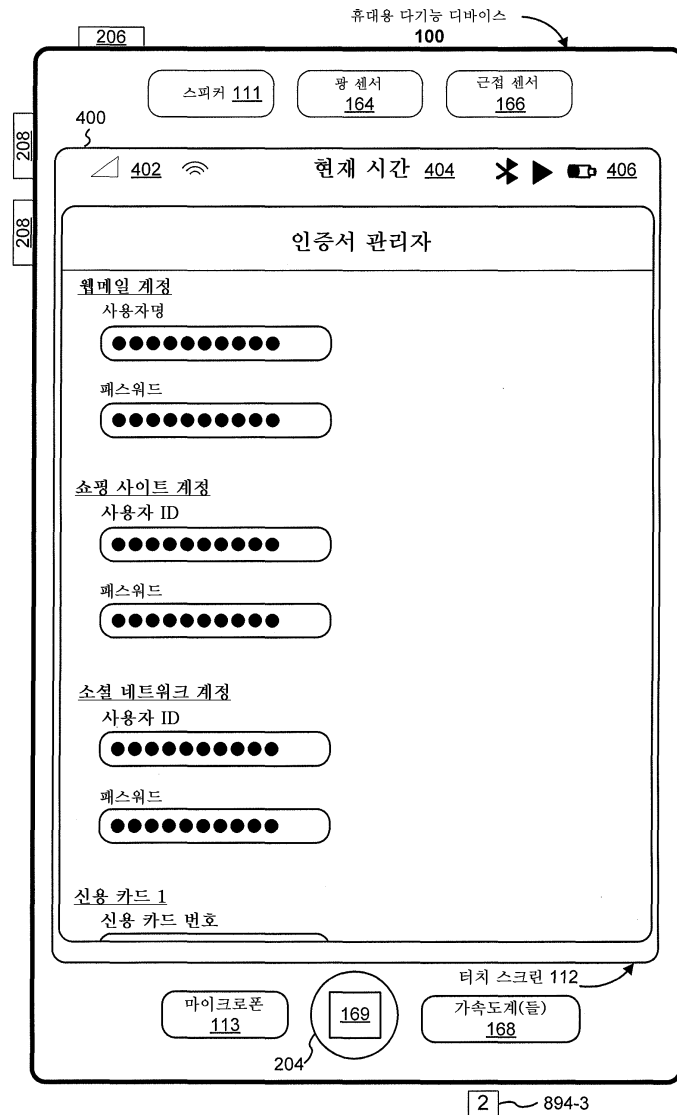 휴대용 다기능 디바이스
100
206
스피커 111
광 센서
164
근접 센서
166
208
208
400
402
현재 시간 404
406
인증서 관리자
웹메일 계정
사용자명
●●●●●●●●●●
패스워드
●●●●●●●●●●
쇼핑 사이트 계정
사용자 ID
●●●●●●●●●●
패스워드
●●●●●●●●●●
소셜 네트워크 계정
사용자 ID
●●●●●●●●●●
패스워드
●●●●●●●●●●
신용 카드 1
신용 카드 번호
터치 스크린 112
마이크로폰
113
169
가속도계(들)
168
204
2
894-3